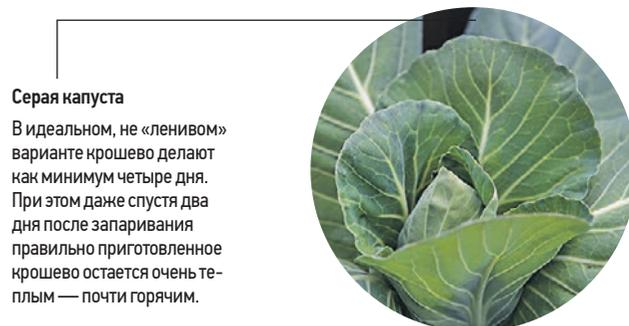 Серая капуста
В идеальном, не «ленивом»
варианте крошево делают
как минимум четыре дня.
При этом даже спустя два
дня после запаривания
правильно приготовленное
крошево остается очень те-
плым — почти горячим.